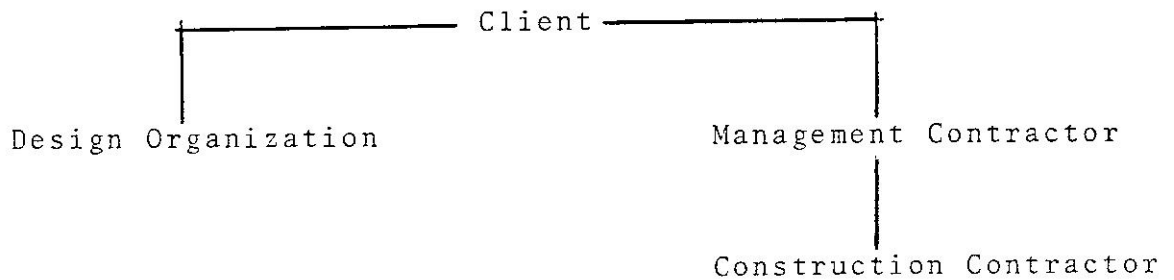 Client
Design Organization
Management Contractor
Construction Contractor